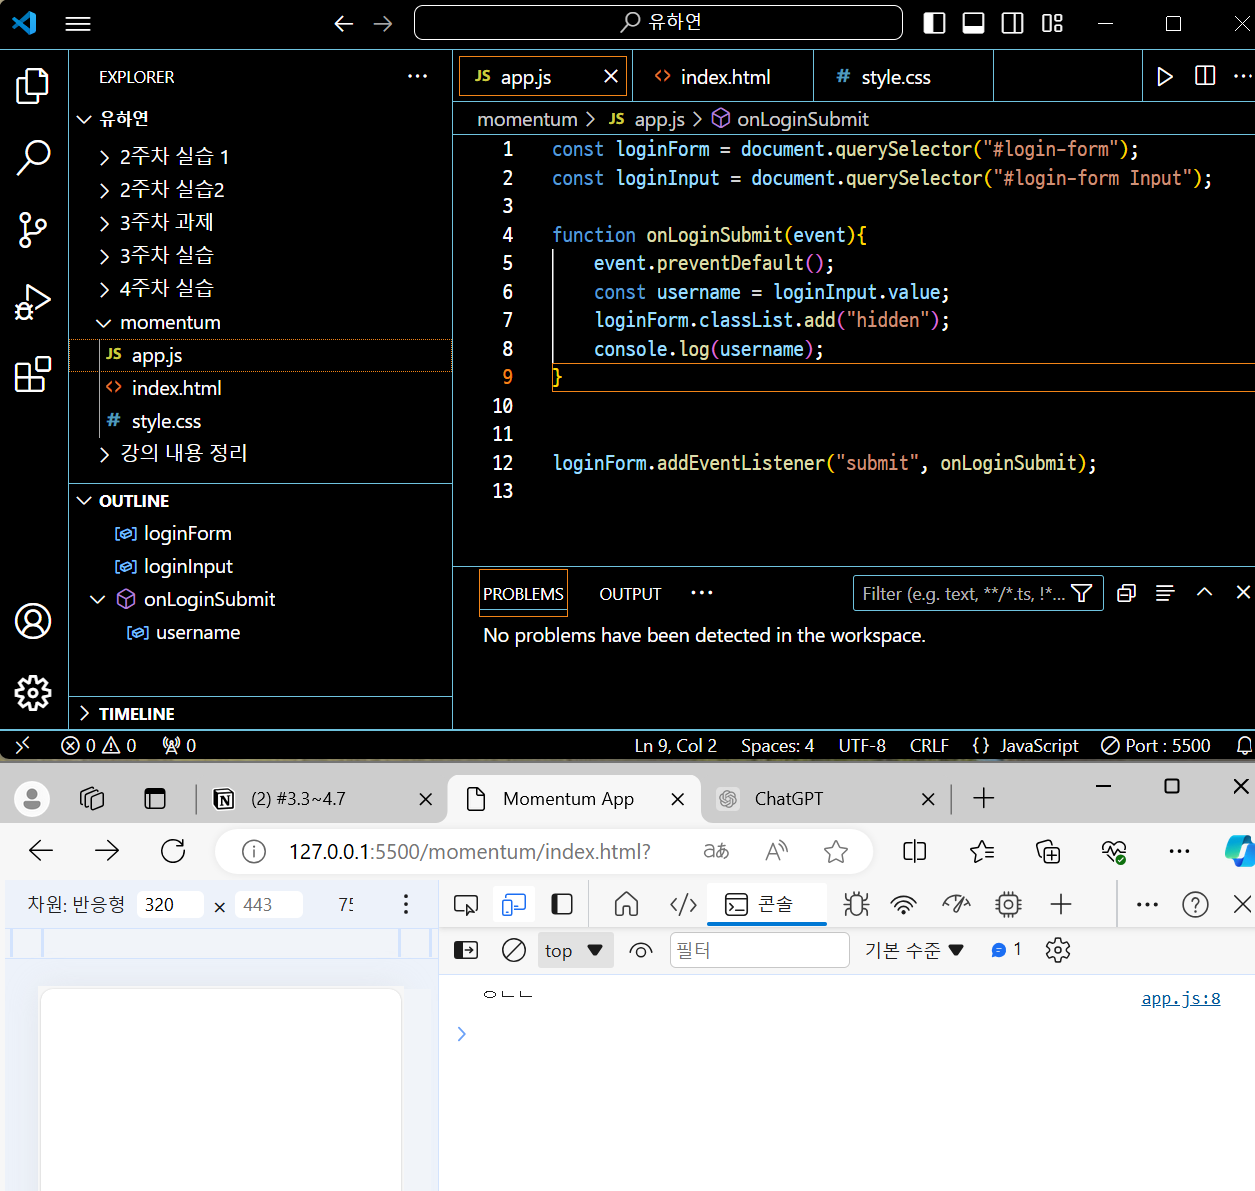 유하연
EXPLORER
유하연
2주차 실습 1
2주차 실습2
3주차 과제
3주차 실습
4주차 실습
momentum
JS app.js
<> index.html
# style.css
강의 내용 정리
OUTLINE
loginForm
loginInput
onLoginSubmit
username
TIMELINE
JS app.js
<> index.html
# style.css
momentum > JS app.js > onLoginSubmit
1 const loginForm = document.querySelector("#login-form");
2 const loginInput = document.querySelector("#login-form Input");
3
4 function onLoginSubmit(event){
5 event.preventDefault();
6 const username = loginInput.value;
7 loginForm.classList.add("hidden");
8 console.log(username);
9 }
10
11
12 loginForm.addEventListener("submit", onLoginSubmit);
13
PROBLEMS OUTPUT ···
Filter (e.g. text, **/*.ts, !*...
No problems have been detected in the workspace.
0 0 0
Ln 9, Col 2 Spaces: 4 UTF-8 CRLF {} JavaScript Port : 5500
(2) #3.3~4.7
Momentum App
ChatGPT
127.0.0.1:5500/momentum/index.html?
차원: 반응형 320 × 443 75
콘솔
top
필터
기본 수준
1
ㅇㄴㄴ
app.js:8